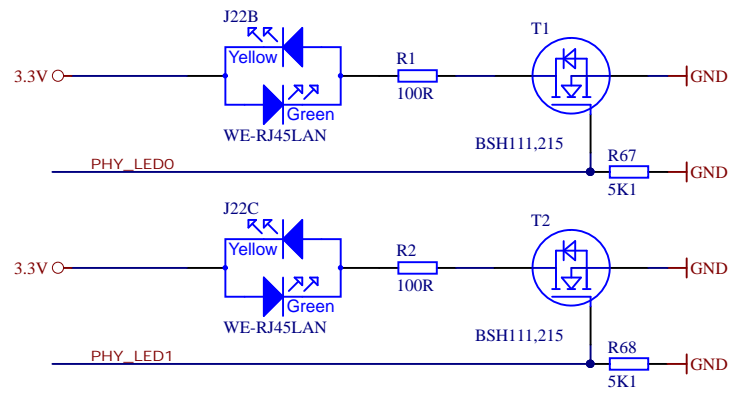 J22B
T1
Yellow
R1
3.3V
GND
100R
Green
WE-RJ45LAN
BSH111,215
R67
PHY_LED0
GND
5K1
J22C
T2
Yellow
R2
3.3V
GND
100R
Green
WE-RJ45LAN
BSH111,215
R68
PHY_LED1
GND
5K1